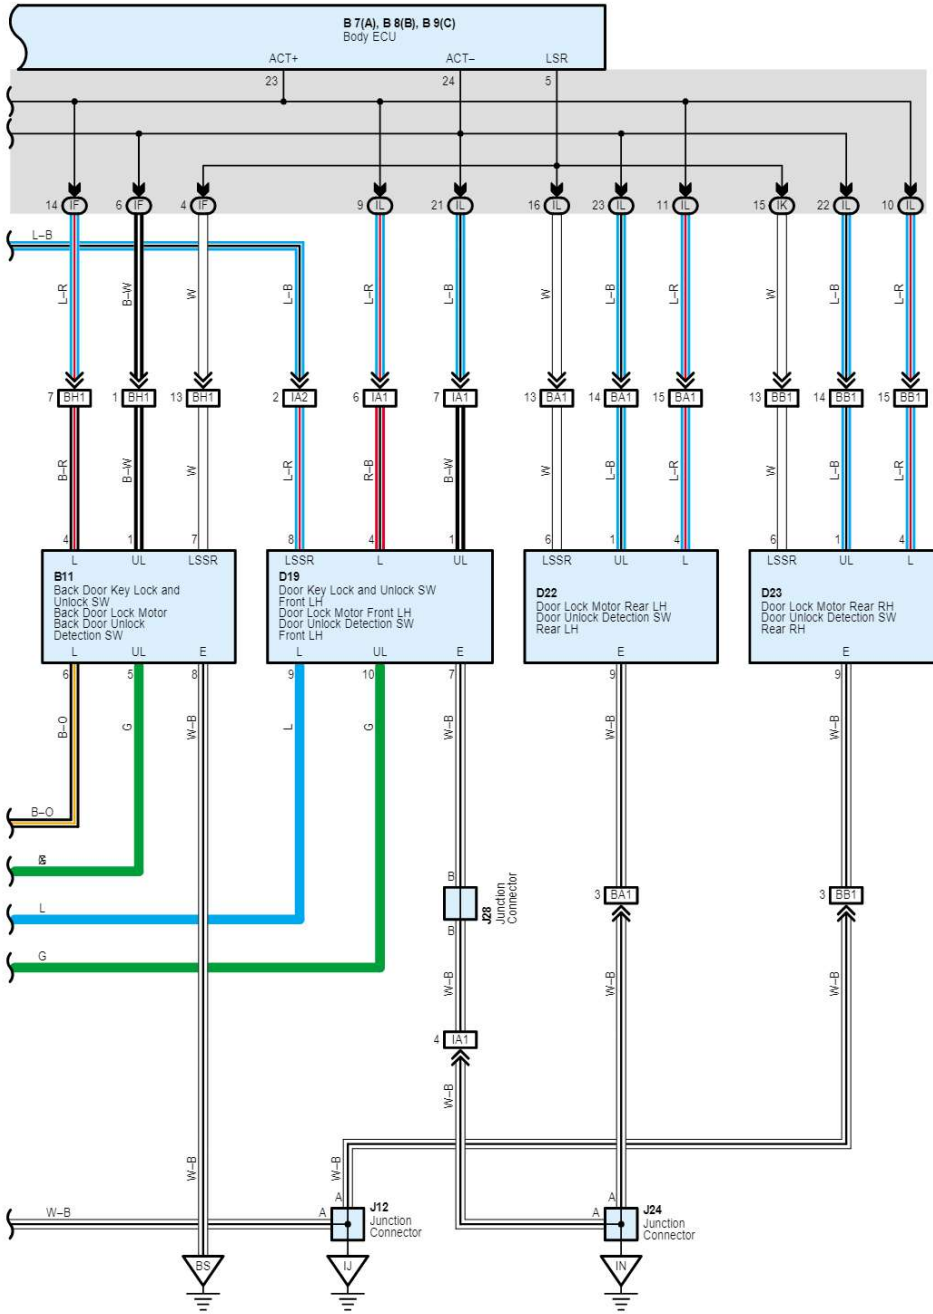 B 7(A), B 8(B), B 9(C)
Body ECU
ACT+ ACT– LSR
23 24 5
14 IF 6 IF 4 IF 9 IL 21 IL 16 IL 23 IL 11 IL 15 IK 22 IL 10 IL
L–B
L–R B–W W L–B L–R L–B W L–B L–R W L–B L–R
7 BH1 1 BH1 13 BH1 2 IA2 6 IA1 7 IA1 13 BA1 14 BA1 15 BA1 13 BB1 14 BB1 15 BB1
B–R B–W W L–R R–B B–W W L–B L–R W L–B L–R
4 1 7 8 4 1 6 1 4 6 1 4
L UL LSSR LSSR L UL LSSR UL L LSSR UL L
B11
Back Door Key Lock and
Unlock SW
Back Door Lock Motor
Back Door Unlock
Detection SW
D19
Door Key Lock and Unlock SW
Front LH
Door Lock Motor Front LH
Door Unlock Detection SW
Front LH
D22
Door Lock Motor Rear LH
Door Unlock Detection SW
Rear LH
D23
Door Lock Motor Rear RH
Door Unlock Detection SW
Rear RH
L UL E L UL E E E
6 5 8 9 10 7 9 9
B–O G W–B L G W–B W–B W–B
B–O
L
G
B
J28
Junction
Connector
B
3 BA1
3 BB1
W–B W–B W–B
4 IA1
W–B
W–B W–B
W–B
A A
J12
Junction
Connector
A A
J24
Junction
Connector
BS IJ IN